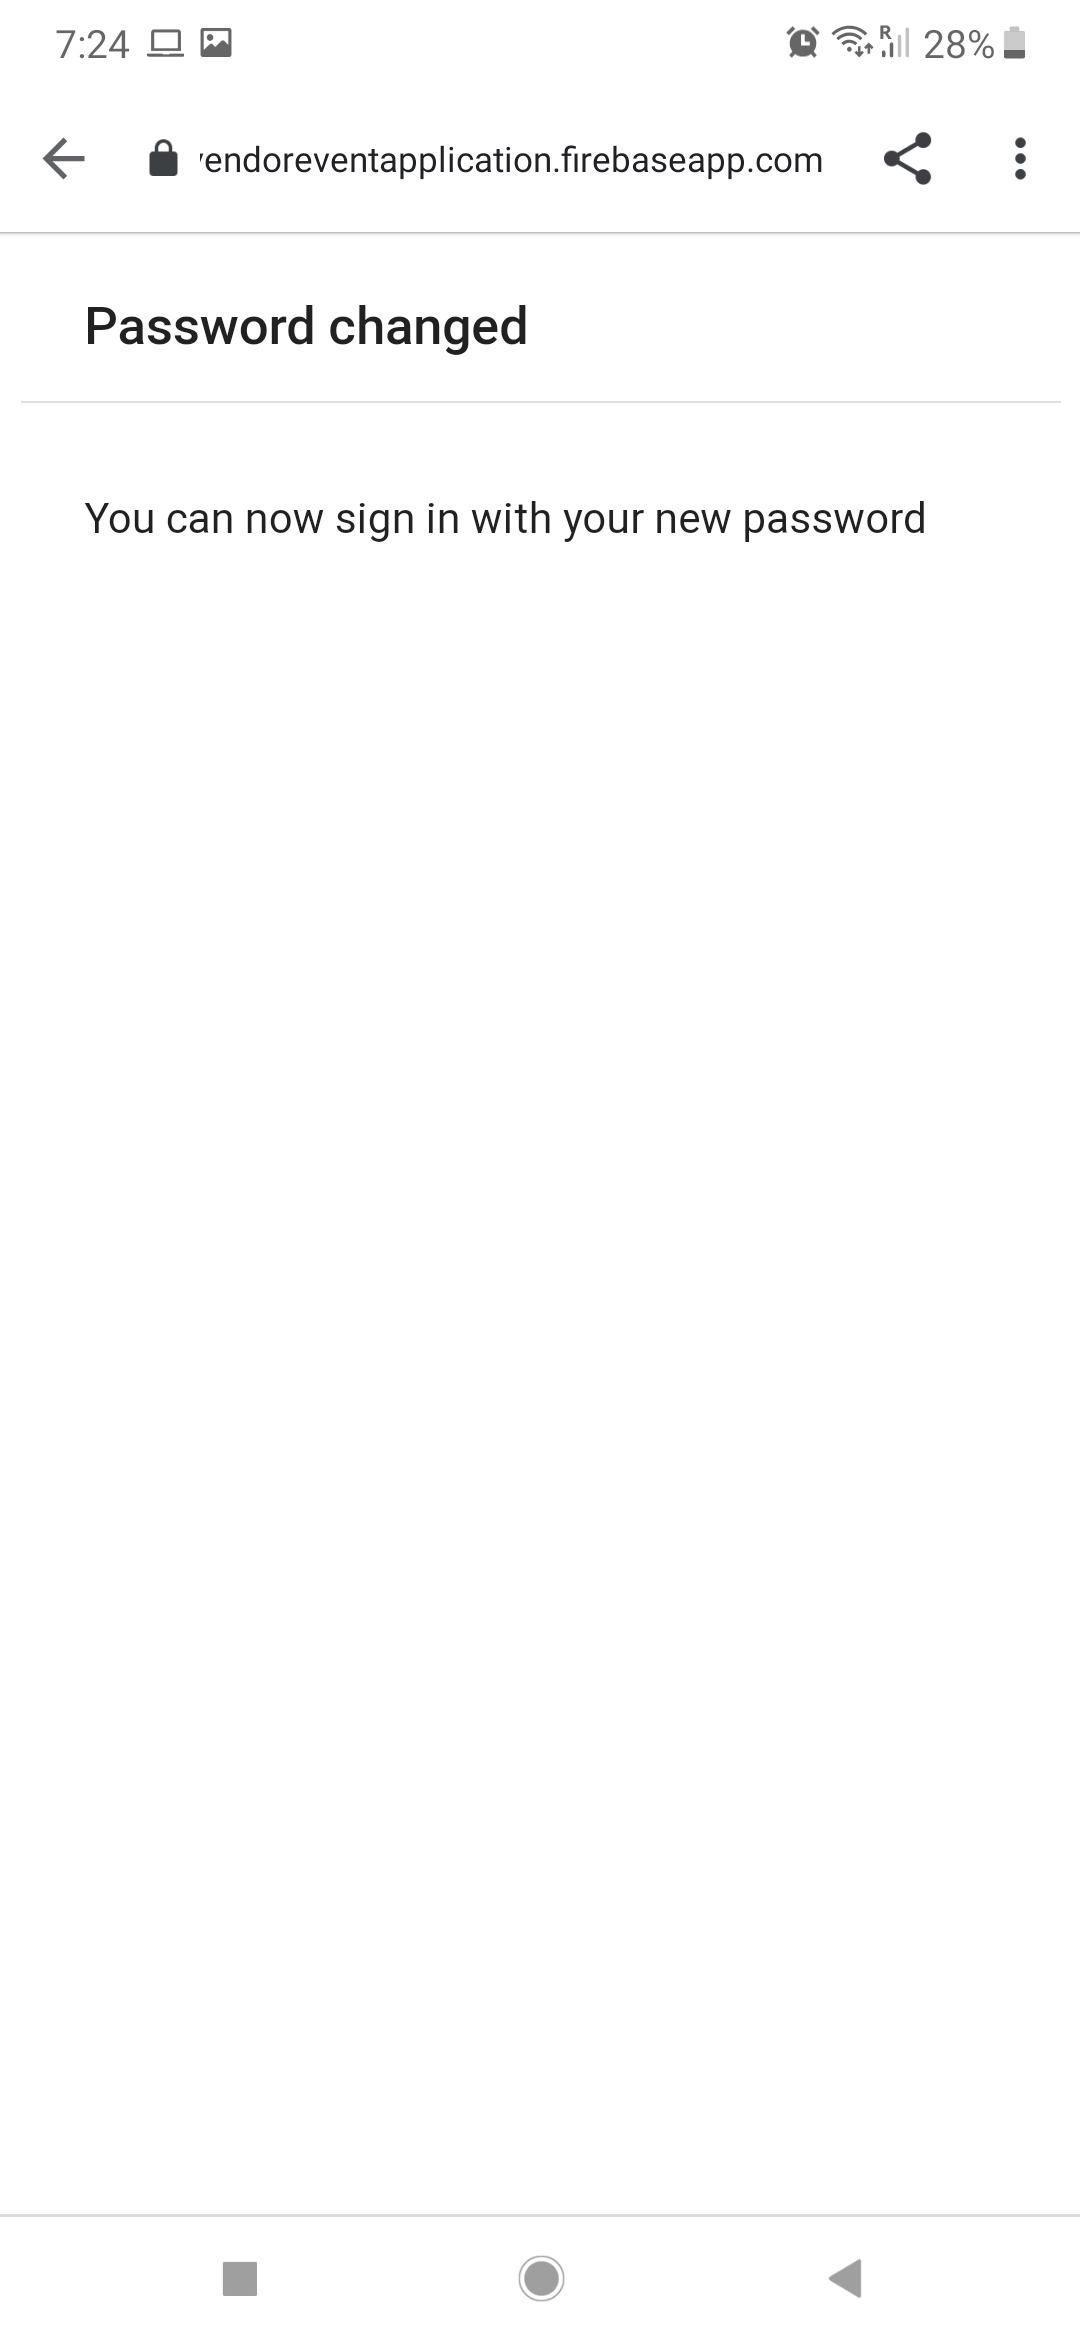 7:24 R 28%
endoreventapplication.firebaseapp.com
Password changed
You can now sign in with your new password